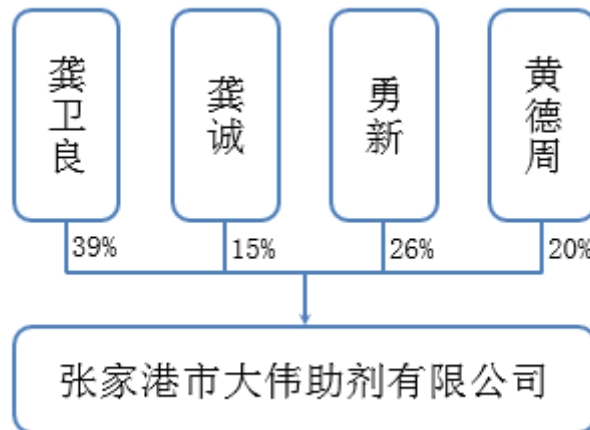 龚卫良
龚诚
勇新
黄德周
39%
15%
26%
20%
张家港市大伟助剂有限公司